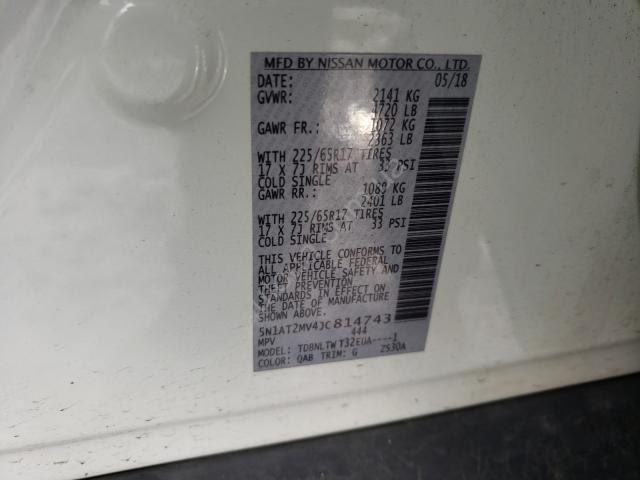 MFD BY NISSAN MOTOR CO., LTD.
DATE: 05/18
GVWR: 2141 KG
4720 LB
GAWR FR.: 1072 KG
2363 LB
WITH 225/65R17 TIRES
17 X 7J RIMS AT 33 PSI
COLD SINGLE
GAWR RR.: 1089 KG
2401 LB
WITH 225/65R17 TIRES
17 X 7J RIMS AT 33 PSI
COLD SINGLE
THIS VEHICLE CONFORMS TO
ALL APPLICABLE FEDERAL
MOTOR VEHICLE SAFETY AND
THEFT PREVENTION
STANDARDS IN EFFECT ON
THE DATE OF MANUFACTURE
SHOWN ABOVE.
5N1AT2MV4JC814743
MPV 444
MODEL: TDBNLTW T32EUA----1
COLOR: QAB TRIM: G 2530A